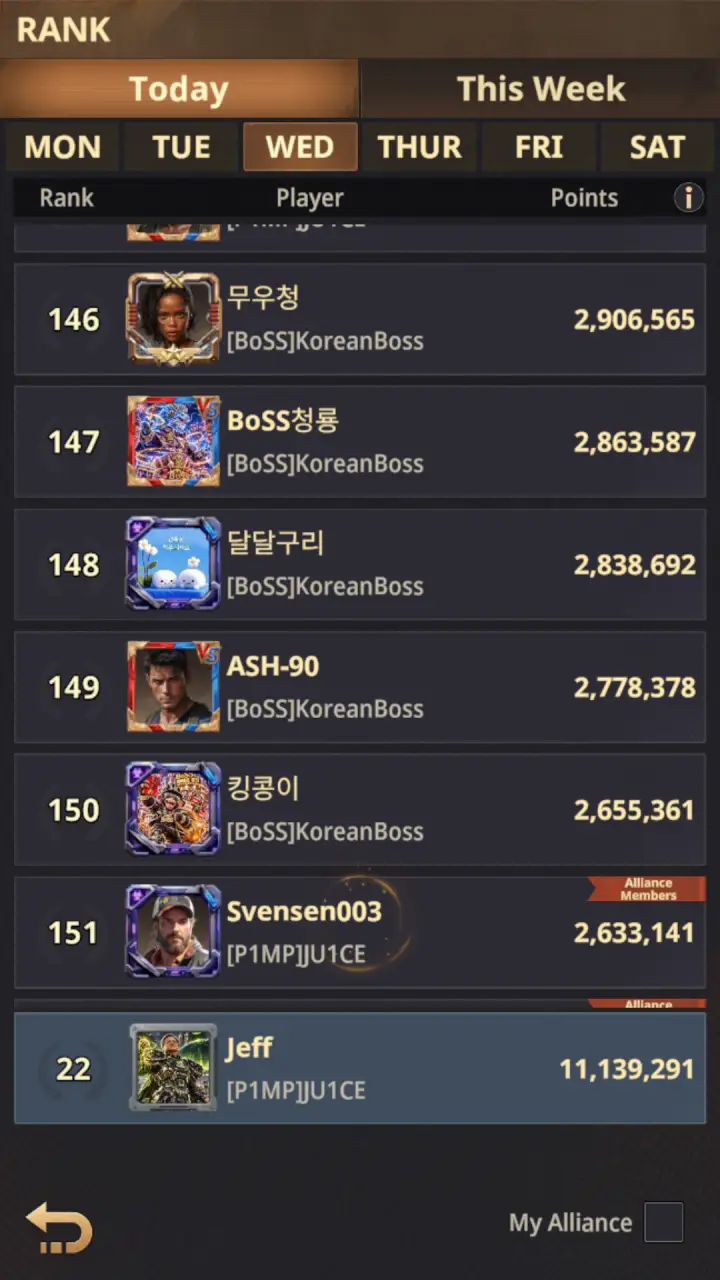 RANK
Today
This Week
MON
TUE
WED
THUR
FRI
SAT
Rank
Player
Points
146
무우청
[BoSS]KoreanBoss
2,906,565
147
BoSS청룡
[BoSS]KoreanBoss
2,863,587
148
달달구리
[BoSS]KoreanBoss
2,838,692
149
ASH-90
[BoSS]KoreanBoss
2,778,378
150
킹콩이
[BoSS]KoreanBoss
2,655,361
Alliance
Members
151
Svensen003
[P1MP]JU1CE
2,633,141
Alliance
22
Jeff
[P1MP]JU1CE
11,139,291
My Alliance